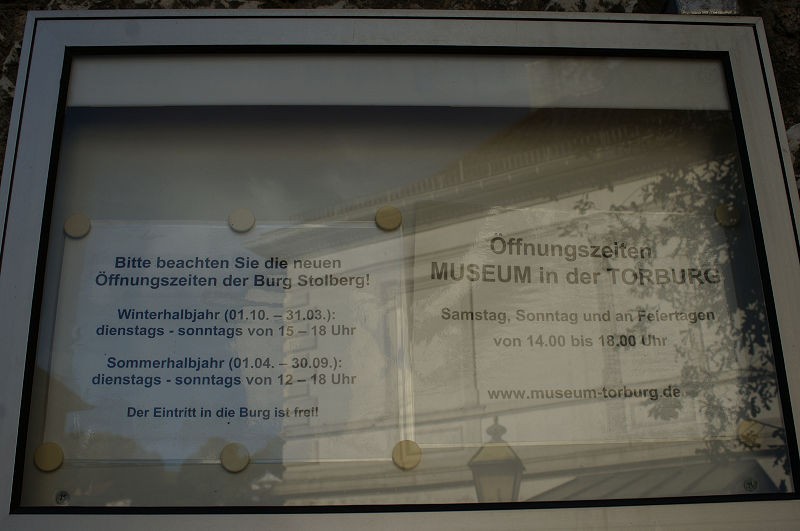 Bitte beachten Sie die neuen
Öffnungszeiten der Burg Stolberg!
Winterhalbjahr (01.10. – 31.03.):
dienstags - sonntags von 15 – 18 Uhr
Sommerhalbjahr (01.04. – 30.09.):
dienstags - sonntags von 12 – 18 Uhr
Der Eintritt in die Burg ist frei!
Öffnungszeiten
MUSEUM in der TORBURG
Samstag, Sonntag und an Feiertagen
von 14.00 bis 18.00 Uhr
www.museum-torburg.de